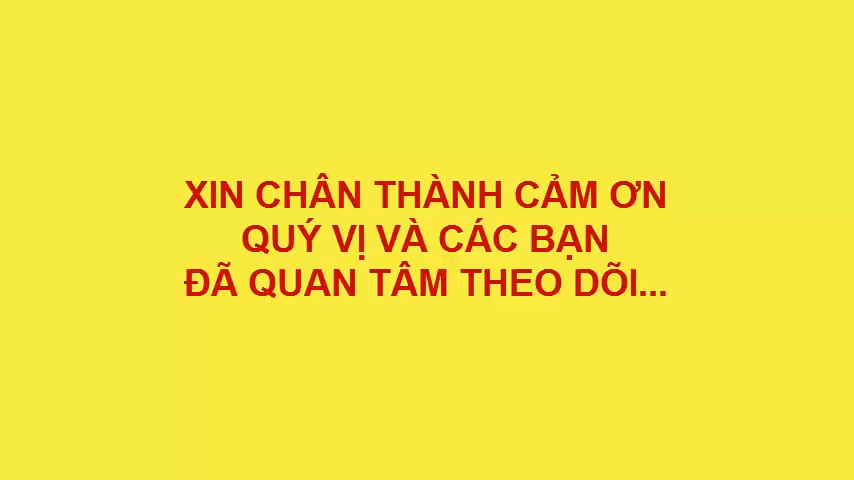 XIN CHÂN THÀNH CẢM ƠN
QUÝ VỊ VÀ CÁC BẠN
ĐÃ QUAN TÂM THEO DÕI...